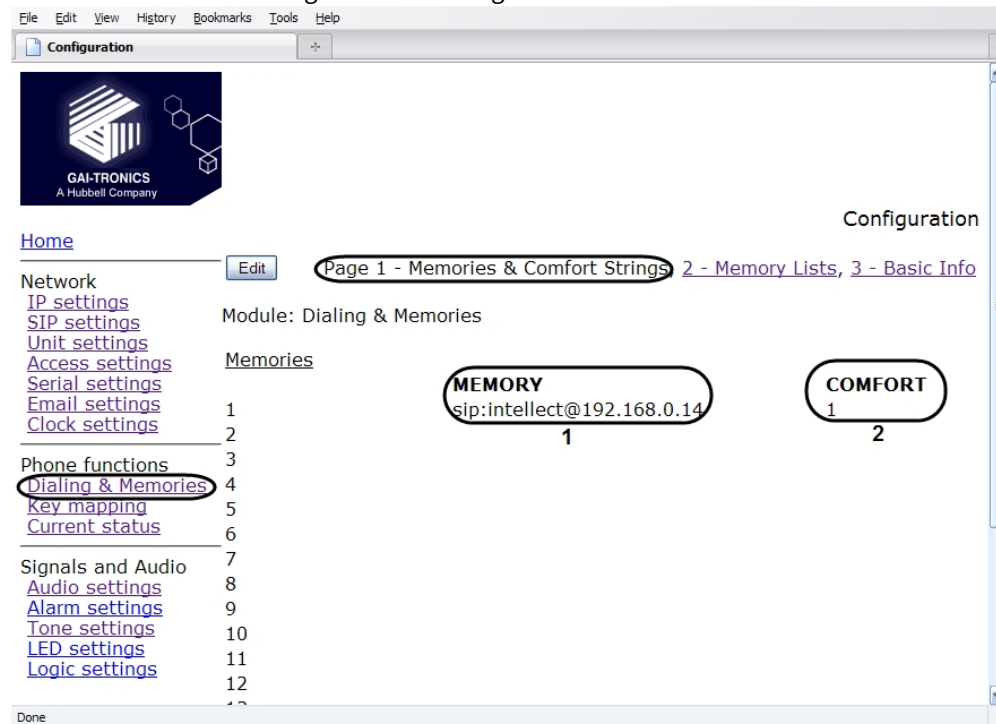 File Edit View History Bookmarks Tools Help
Configuration
GAI-TRONICS
A Hubbell Company
Configuration
Home
Edit Page 1 - Memories & Comfort Strings, 2 - Memory Lists, 3 - Basic Info
Network
IP settings
SIP settings
Unit settings
Access settings
Serial settings
Email settings
Clock settings
Phone functions
Dialing & Memories
Key mapping
Current status
Signals and Audio
Audio settings
Alarm settings
Tone settings
LED settings
Logic settings
Module: Dialing & Memories
Memories
MEMORY COMFORT
1 sip:intellect@192.168.0.14 1
1 2
2
3
4
5
6
7
8
9
10
11
12
Done